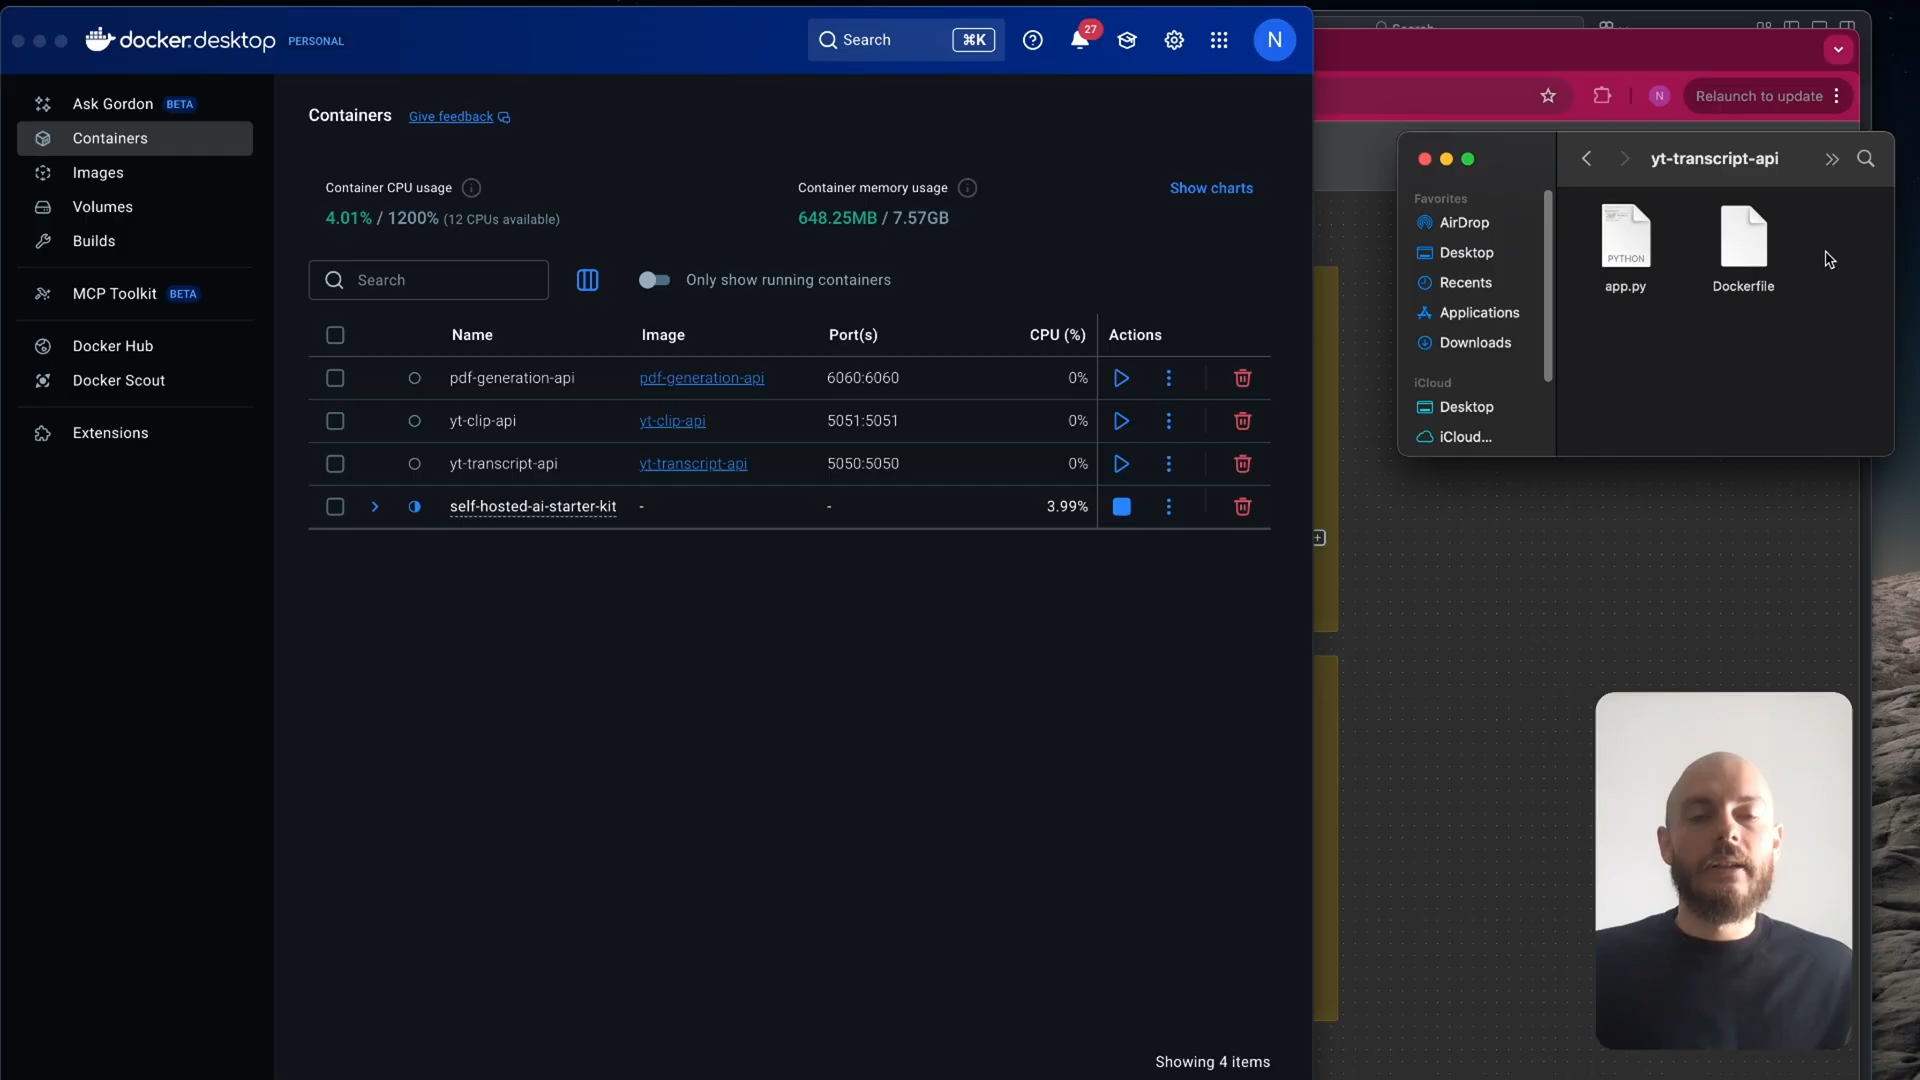 docker.desktop PERSONAL
Search ⌘K
27
N
Ask Gordon BETA
Containers
Images
Volumes
Builds
MCP Toolkit BETA
Docker Hub
Docker Scout
Extensions
Containers Give feedback
Container CPU usage
4.01% / 1200% (12 CPUs available)
Container memory usage
648.25MB / 7.57GB
Show charts
Search
Only show running containers
Name Image Port(s) CPU (%) Actions
pdf-generation-api pdf-generation-api 6060:6060 0%
yt-clip-api yt-clip-api 5051:5051 0%
yt-transcript-api yt-transcript-api 5050:5050 0%
self-hosted-ai-starter-kit - - 3.99%
Showing 4 items
Search
N
Relaunch to update
yt-transcript-api
Favorites
AirDrop
Desktop
Recents
Applications
Downloads
iCloud
Desktop
iCloud...
PYTHON
app.py
Dockerfile